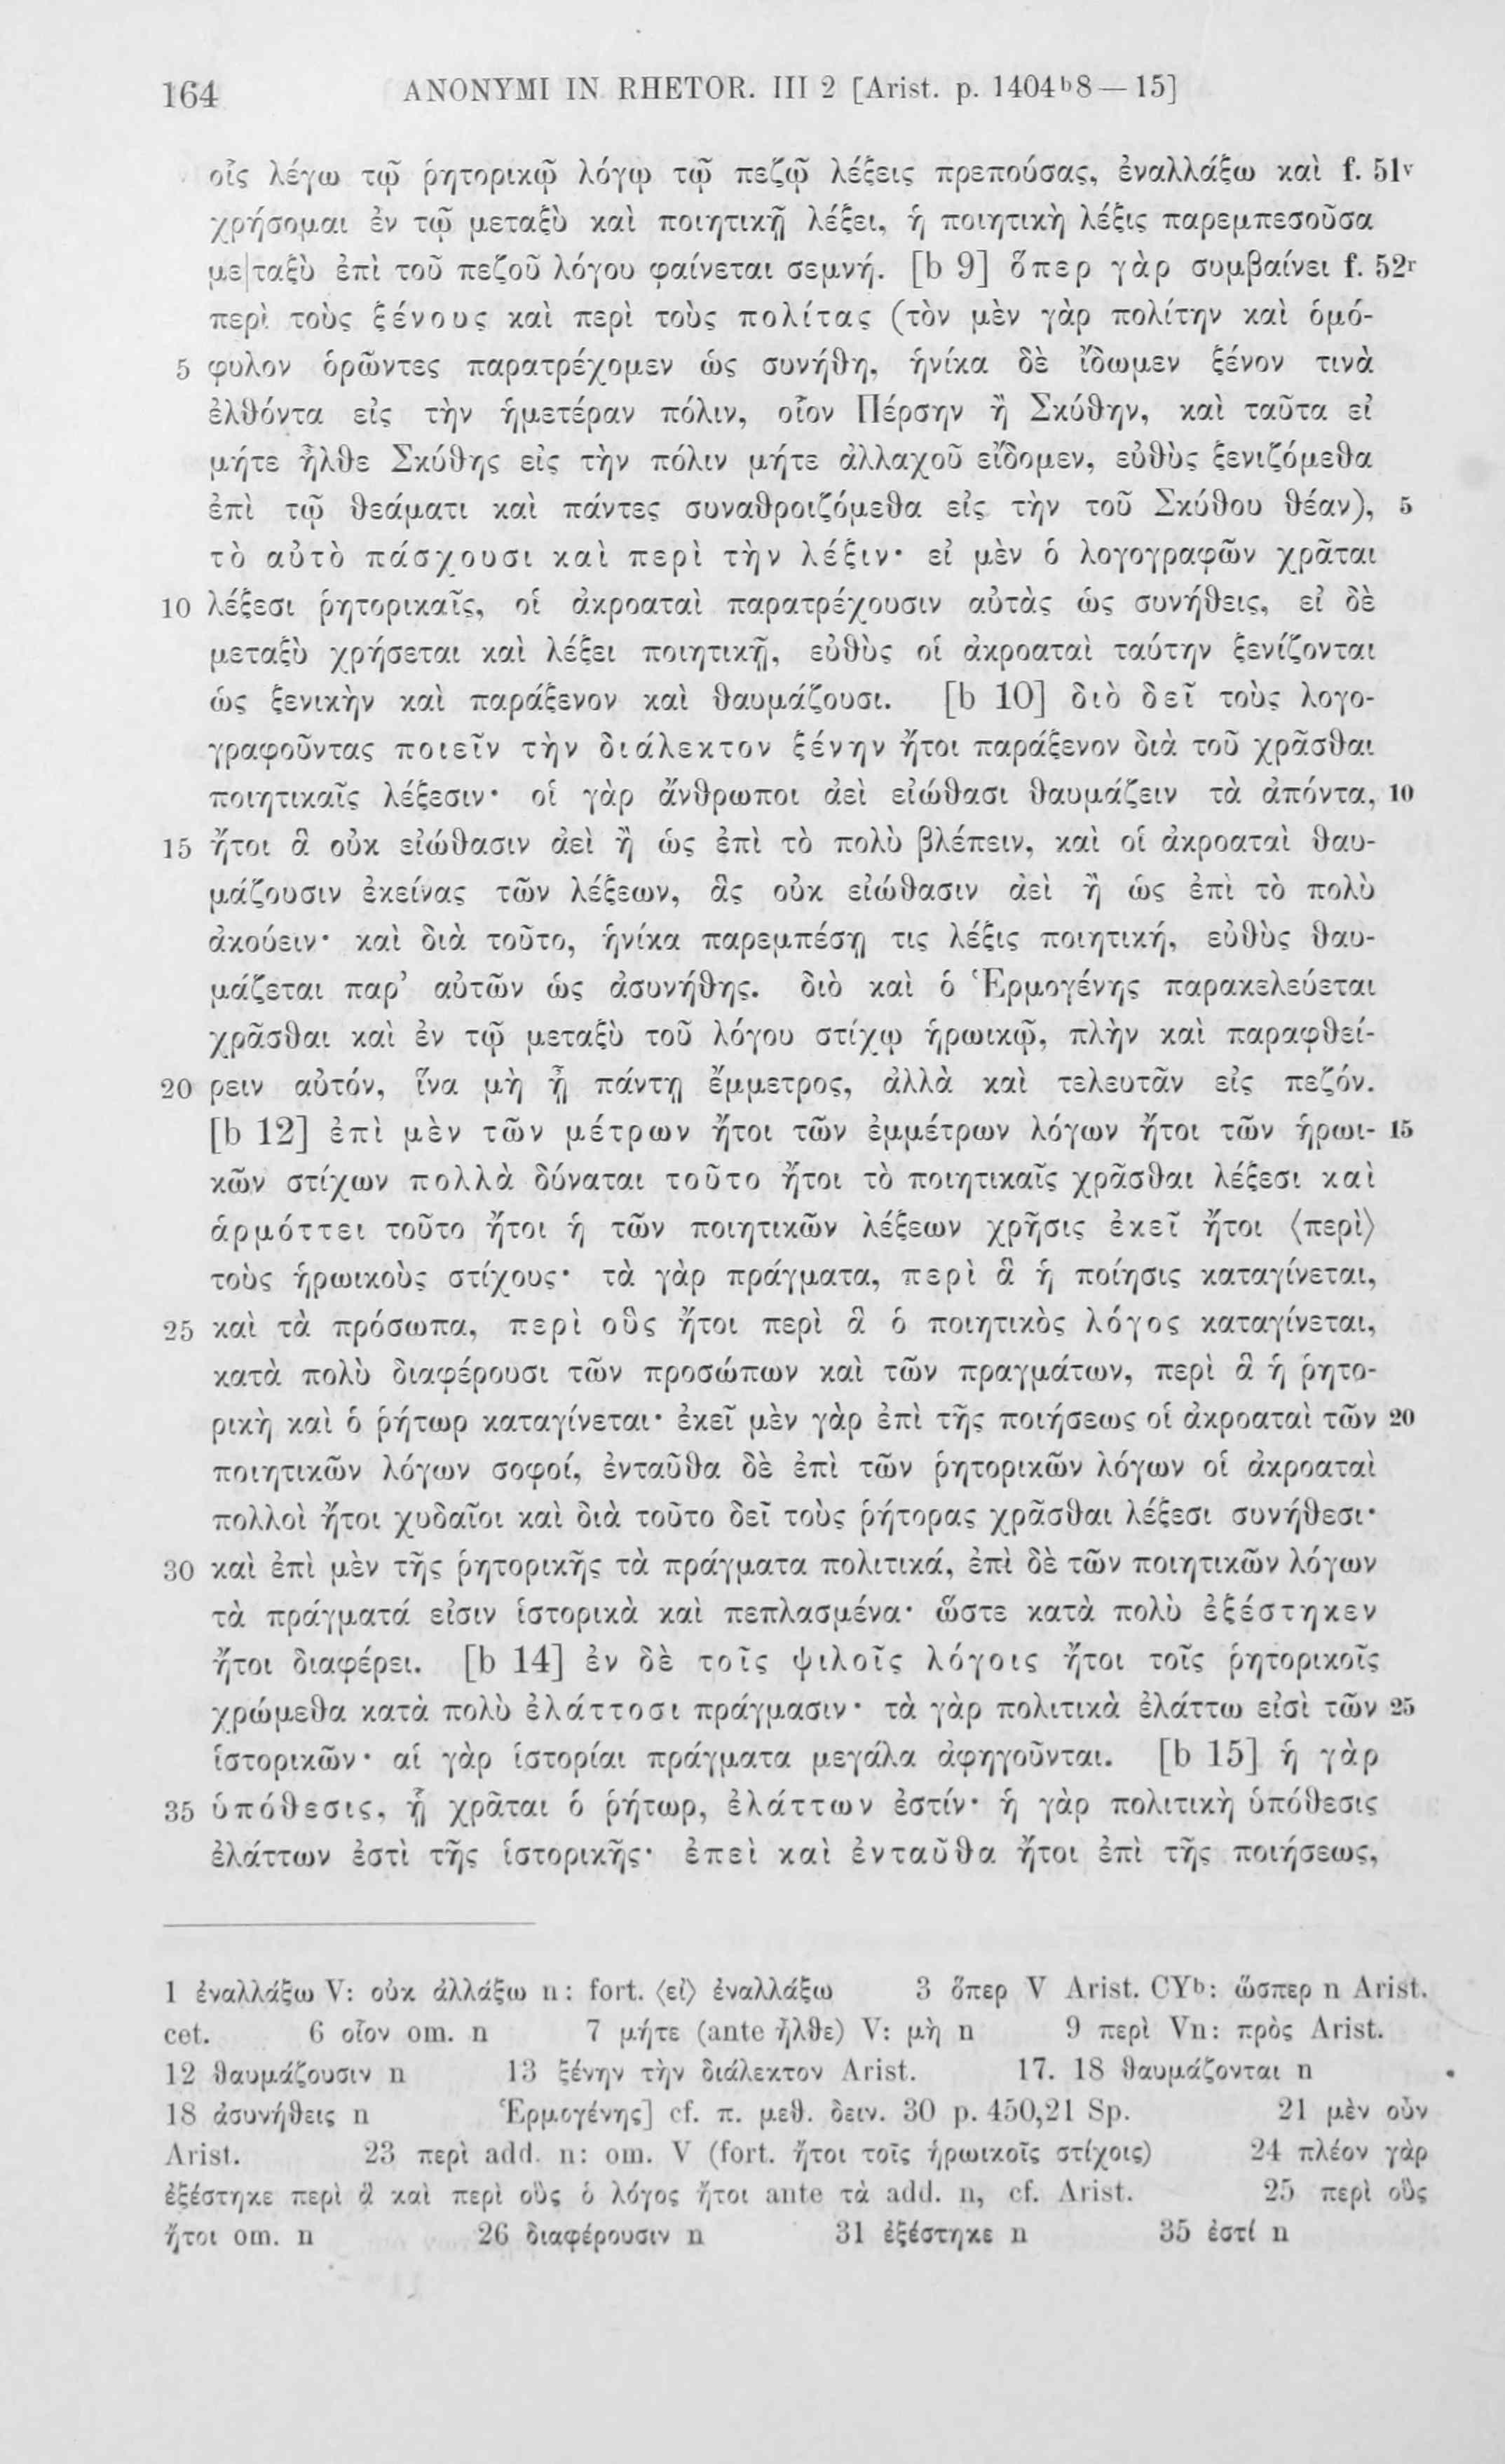 164 ANONYMI IN RHETOR. III 2 [Arist. p. 1404b8 — 15]
οἷς λέγω τῷ ῥητορικῷ λόγῳ τῷ πεζῷ λέξεις πρεπούσας, ἐναλλάξω καὶ f. 51v
χρήσομαι ἐν τῷ μεταξὺ καὶ ποιητικῇ λέξει, ἡ ποιητικὴ λέξις παρεμπεσοῦσα
με|ταξὺ ἐπὶ τοῦ πεζοῦ λόγου φαίνεται σεμνή. [b 9] ὅπερ γὰρ συμβαίνει f. 52r
περὶ τοὺς ξένους καὶ περὶ τοὺς πολίτας (τὸν μὲν γὰρ πολίτην καὶ ὁμό-
5 φυλον ὁρῶντες παρατρέχομεν ὡς συνήθη, ἡνίκα δὲ ἴδωμεν ξένον τινὰ
ἐλθόντα εἰς τὴν ἡμετέραν πόλιν, οἷον Πέρσην ἢ Σκύθην, καὶ ταῦτα εἰ
μήτε ἦλθε Σκύθης εἰς τὴν πόλιν μήτε ἀλλαχοῦ εἴδομεν, εὐθὺς ξενιζόμεθα
ἐπὶ τῷ θεάματι καὶ πάντες συναθροιζόμεθα εἰς τὴν τοῦ Σκύθου θέαν), 5
τὸ αὐτὸ πάσχουσι καὶ περὶ τὴν λέξιν· εἰ μὲν ὁ λογογραφῶν χρᾶται
10 λέξεσι ῥητορικαῖς, οἱ ἀκροαταὶ παρατρέχουσιν αὐτὰς ὡς συνήθεις, εἰ δὲ
μεταξὺ χρήσεται καὶ λέξει ποιητικῇ, εὐθὺς οἱ ἀκροαταὶ ταύτην ξενίζονται
ὡς ξενικὴν καὶ παράξενον καὶ θαυμάζουσι. [b 10] διὸ δεῖ τοὺς λογο-
γραφοῦντας ποιεῖν τὴν διάλεκτον ξένην ἤτοι παράξενον διὰ τοῦ χρᾶσθαι
ποιητικαῖς λέξεσιν· οἱ γὰρ ἄνθρωποι ἀεὶ εἰώθασι θαυμάζειν τὰ ἀπόντα, 10
15 ἤτοι ἃ οὐκ εἰώθασιν ἀεὶ ἢ ὡς ἐπὶ τὸ πολὺ βλέπειν, καὶ οἱ ἀκροαταὶ θαυ-
μάζουσιν ἐκείνας τῶν λέξεων, ἃς οὐκ εἰώθασιν ἀεὶ ἢ ὡς ἐπὶ τὸ πολὺ
ἀκούειν· καὶ διὰ τοῦτο, ἡνίκα παρεμπέσῃ τις λέξις ποιητική, εὐθὺς θαυ-
μάζεται παρ’ αὐτῶν ὡς ἀσυνήθης. διὸ καὶ ὁ Ἑρμογένης παρακελεύεται
χρᾶσθαι καὶ ἐν τῷ μεταξὺ τοῦ λόγου στίχῳ ἡρωικῷ, πλὴν καὶ παραφθεί-
20 ρειν αὐτόν, ἵνα μὴ ᾖ πάντῃ ἔμμετρος, ἀλλὰ καὶ τελευτᾶν εἰς πεζόν.
[b 12] ἐπὶ μὲν τῶν μέτρων ἤτοι τῶν ἐμμέτρων λόγων ἤτοι τῶν ἡρωι- 15
κῶν στίχων πολλὰ δύναται τοῦτο ἤτοι τὸ ποιητικαῖς χρᾶσθαι λέξεσι καὶ
ἁρμόττει τοῦτο ἤτοι ἡ τῶν ποιητικῶν λέξεων χρῆσις ἐκεῖ ἤτοι ⟨περὶ⟩
τοὺς ἡρωικοὺς στίχους· τὰ γὰρ πράγματα, περὶ ἃ ἡ ποίησις καταγίνεται,
25 καὶ τὰ πρόσωπα, περὶ οὓς ἤτοι περὶ ἃ ὁ ποιητικὸς λόγος καταγίνεται,
κατὰ πολὺ διαφέρουσι τῶν προσώπων καὶ τῶν πραγμάτων, περὶ ἃ ἡ ῥητο-
ρικὴ καὶ ὁ ῥήτωρ καταγίνεται· ἐκεῖ μὲν γὰρ ἐπὶ τῆς ποιήσεως οἱ ἀκροαταὶ τῶν 20
ποιητικῶν λόγων σοφοί, ἐνταῦθα δὲ ἐπὶ τῶν ῥητορικῶν λόγων οἱ ἀκροαταὶ
πολλοὶ ἤτοι χυδαῖοι καὶ διὰ τοῦτο δεῖ τοὺς ῥήτορας χρᾶσθαι λέξεσι συνήθεσι·
30 καὶ ἐπὶ μὲν τῆς ῥητορικῆς τὰ πράγματα πολιτικά, ἐπὶ δὲ τῶν ποιητικῶν λόγων
τὰ πράγματά εἰσιν ἱστορικὰ καὶ πεπλασμένα· ὥστε κατὰ πολὺ ἐξέστηκεν
ἤτοι διαφέρει. [b 14] ἐν δὲ τοῖς ψιλοῖς λόγοις ἤτοι τοῖς ῥητορικοῖς
χρώμεθα κατὰ πολὺ ἐλάττοσι πράγμασιν· τὰ γὰρ πολιτικὰ ἐλάττω εἰσὶ τῶν 25
ἱστορικῶν· αἱ γὰρ ἱστορίαι πράγματα μεγάλα ἀφηγοῦνται. [b 15] ἡ γὰρ
35 ὑπόθεσις, ᾗ χρᾶται ὁ ῥήτωρ, ἐλάττων ἐστίν· ἡ γὰρ πολιτικὴ ὑπόθεσις
ἐλάττων ἐστὶ τῆς ἱστορικῆς· ἐπεὶ καὶ ἐνταῦθα ἤτοι ἐπὶ τῆς ποιήσεως,
1 ἐναλλάξω V: οὐκ ἀλλάξω n: fort. ⟨εἰ⟩ ἐναλλάξω 3 ὅπερ V Arist. CYb: ὥσπερ n Arist.
cet. 6 οἷον om. n 7 μήτε (ante ἦλθε) V: μὴ n 9 περὶ Vn: πρὸς Arist.
12 θαυμάζουσιν n 13 ξένην τὴν διάλεκτον Arist. 17. 18 θαυμάζονται n
18 ἀσυνήθεις n Ἑρμογένης] cf. π. μεθ. δειν. 30 p. 450,21 Sp. 21 μὲν οὖν
Arist. 23 περὶ add. n: om. V (fort. ἤτοι τοῖς ἡρωικοῖς στίχοις) 24 πλέον γὰρ
ἐξέστηκε περὶ ἃ καὶ περὶ οὓς ὁ λόγος ἤτοι ante τὰ add. n, cf. Arist. 25 περὶ οὓς
ἤτοι om. n 26 διαφέρουσιν n 31 ἐξέστηκε n 35 ἐστί n